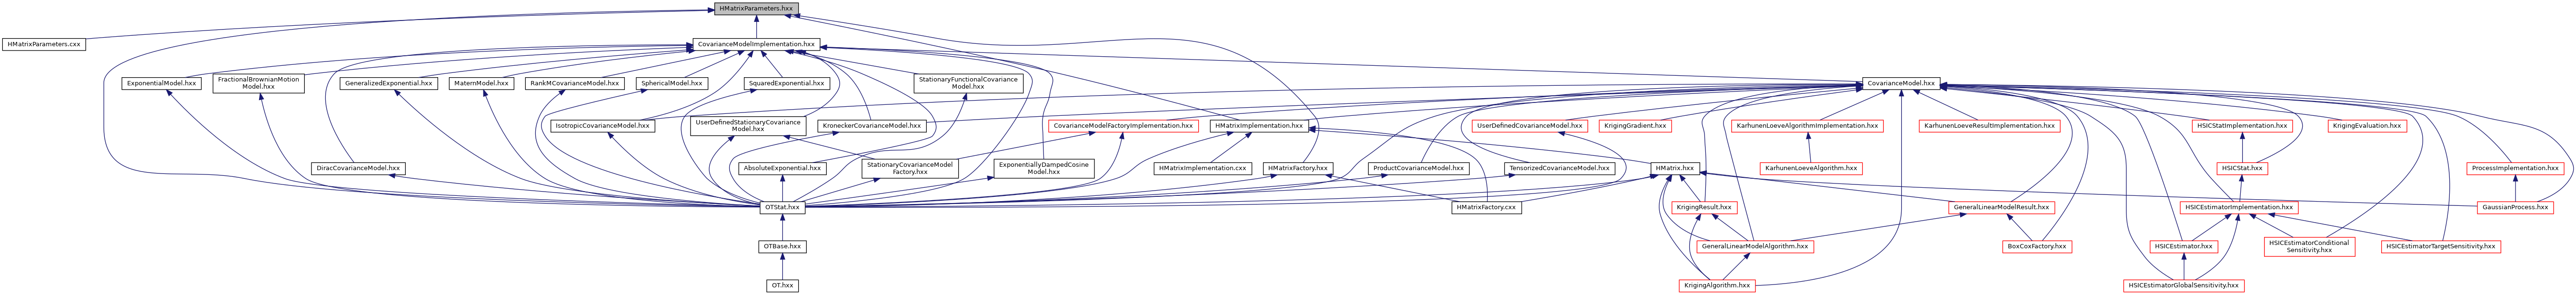 HMatrixParameters.hxx
HMatrixParameters.cxx
CovarianceModelImplementation.hxx
ExponentialModel.hxx
FractionalBrownianMotion
Model.hxx
GeneralizedExponential.hxx
MaternModel.hxx
RankMCovarianceModel.hxx
SphericalModel.hxx
SquaredExponential.hxx
StationaryFunctionalCovariance
Model.hxx
CovarianceModel.hxx
IsotropicCovarianceModel.hxx
UserDefinedStationaryCovariance
Model.hxx
KroneckerCovarianceModel.hxx
CovarianceModelFactoryImplementation.hxx
HMatrixImplementation.hxx
UserDefinedCovarianceModel.hxx
KrigingGradient.hxx
KarhunenLoeveAlgorithmImplementation.hxx
KarhunenLoeveResultImplementation.hxx
HSICStatImplementation.hxx
KrigingEvaluation.hxx
DiracCovarianceModel.hxx
AbsoluteExponential.hxx
StationaryCovarianceModel
Factory.hxx
ExponentiallyDampedCosine
Model.hxx
HMatrixImplementation.cxx
HMatrixFactory.hxx
ProductCovarianceModel.hxx
TensorizedCovarianceModel.hxx
HMatrix.hxx
KarhunenLoeveAlgorithm.hxx
HSICStat.hxx
ProcessImplementation.hxx
OTStat.hxx
HMatrixFactory.cxx
KrigingResult.hxx
GeneralLinearModelResult.hxx
HSICEstimatorImplementation.hxx
GaussianProcess.hxx
OTBase.hxx
GeneralLinearModelAlgorithm.hxx
BoxCoxFactory.hxx
HSICEstimator.hxx
HSICEstimatorConditional
Sensitivity.hxx
HSICEstimatorTargetSensitivity.hxx
OT.hxx
KrigingAlgorithm.hxx
HSICEstimatorGlobalSensitivity.hxx